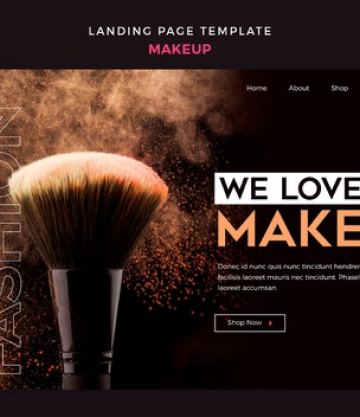 LANDING PAGE TEMPLATE
MAKEUP
Home About Shop
FASHION
WE LOVE
MAKE
Donec id nunc quis nunc tincidunt hendrer
facilisis laoreet mauris nec tincidunt. Phasel
laoreet accumsan.
Shop Now